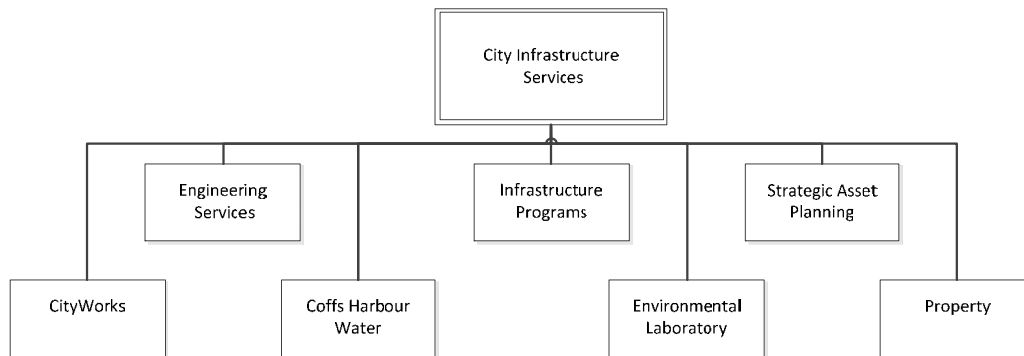 City Infrastructure
Services
Engineering
Services
Infrastructure
Programs
Strategic Asset
Planning
CityWorks
Coffs Harbour
Water
Environmental
Laboratory
Property